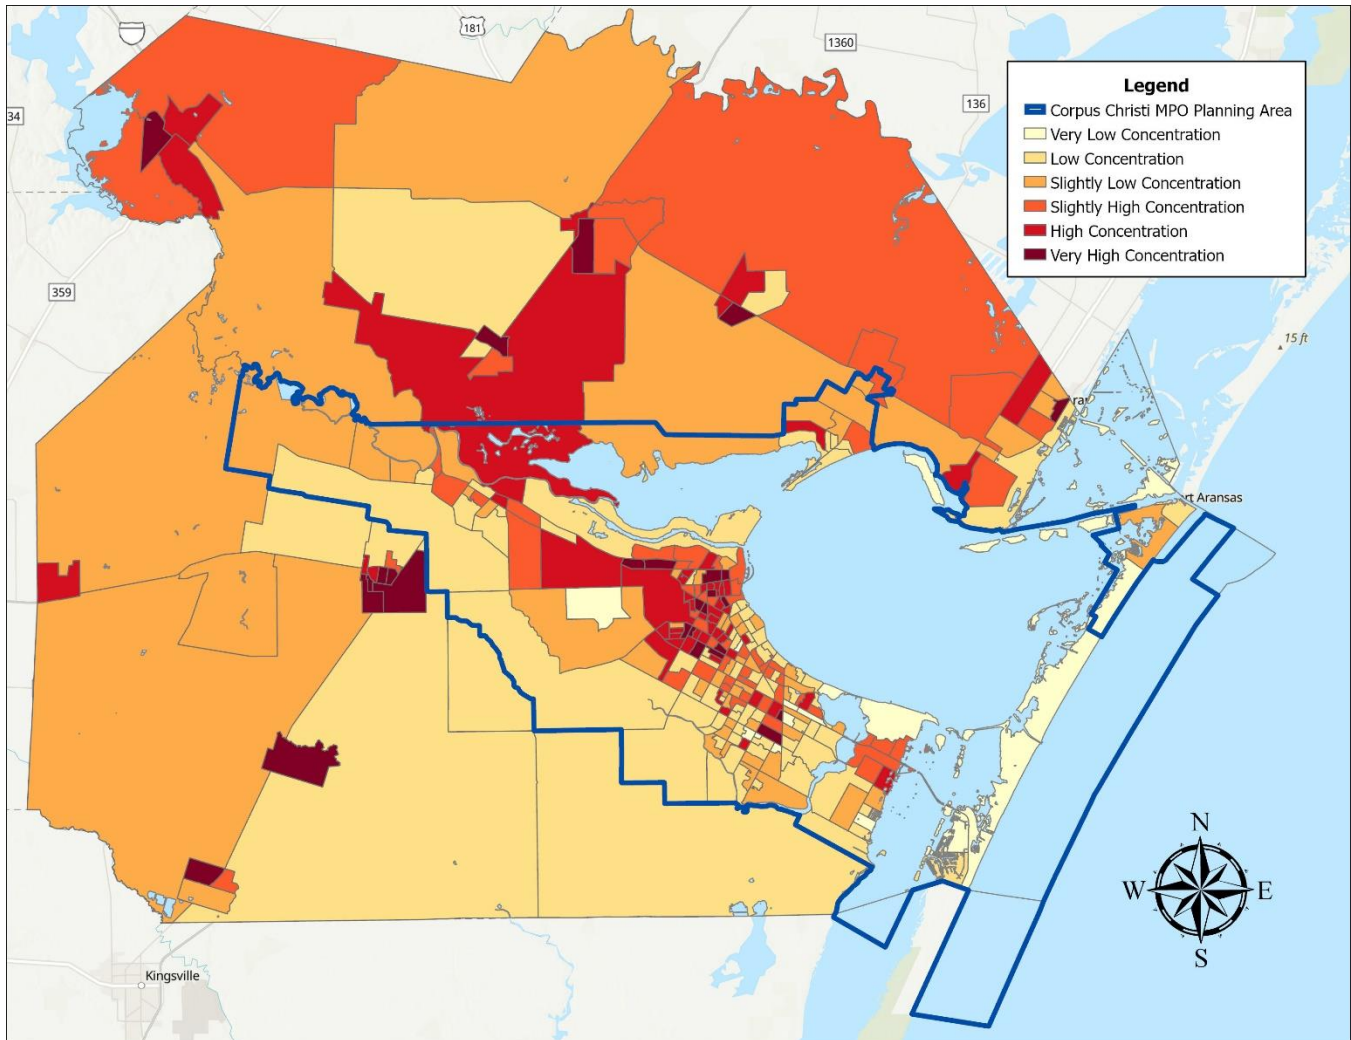 181
1360
34
136
359
Legend
Corpus Christi MPO Planning Area
Very Low Concentration
Low Concentration
Slightly Low Concentration
Slightly High Concentration
High Concentration
Very High Concentration
15 ft
rt Aransas
N
W
E
S
Kingsville